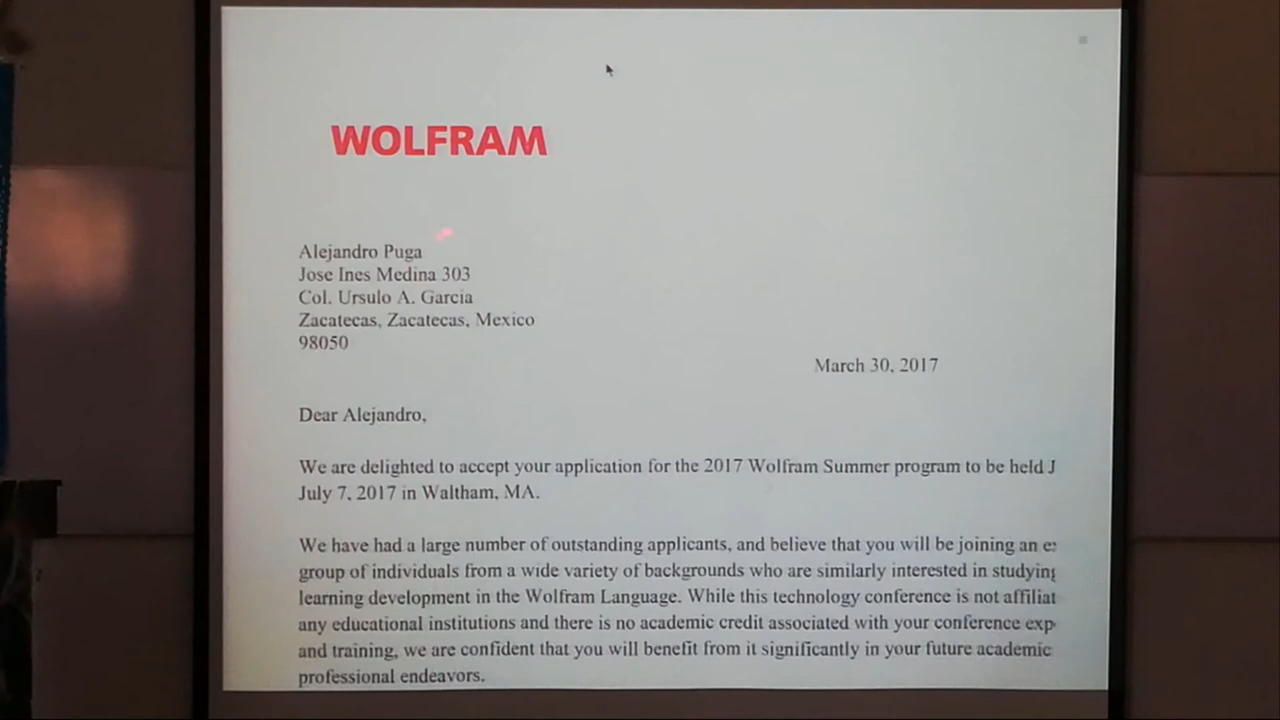 WOLFRAM
Alejandro Puga
Jose Ines Medina 303
Col. Ursulo A. Garcia
Zacatecas, Zacatecas, Mexico
98050
March 30, 2017
Dear Alejandro,
We are delighted to accept your application for the 2017 Wolfram Summer program to be held J
July 7, 2017 in Waltham, MA.
We have had a large number of outstanding applicants, and believe that you will be joining an
group of individuals from a wide variety of backgrounds who are similarly interested in studying
learning development in the Wolfram Language. While this technology conference is not affiliat
any educational institutions and there is no academic credit associated with your conference exp
and training, we are confident that you will benefit from it significantly in your future academic
professional endeavors.